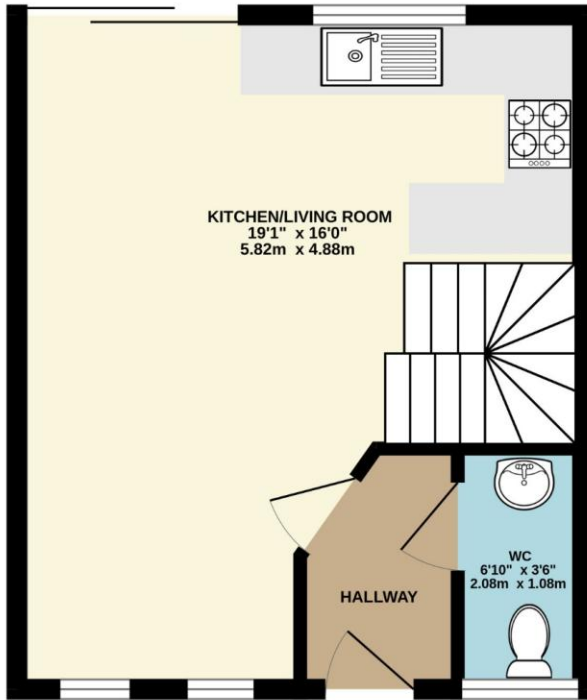 KITCHEN/LIVING ROOM
19'1" x 16'0"
5.82m x 4.88m
WC
6'10" x 3'6"
2.08m x 1.08m
HALLWAY